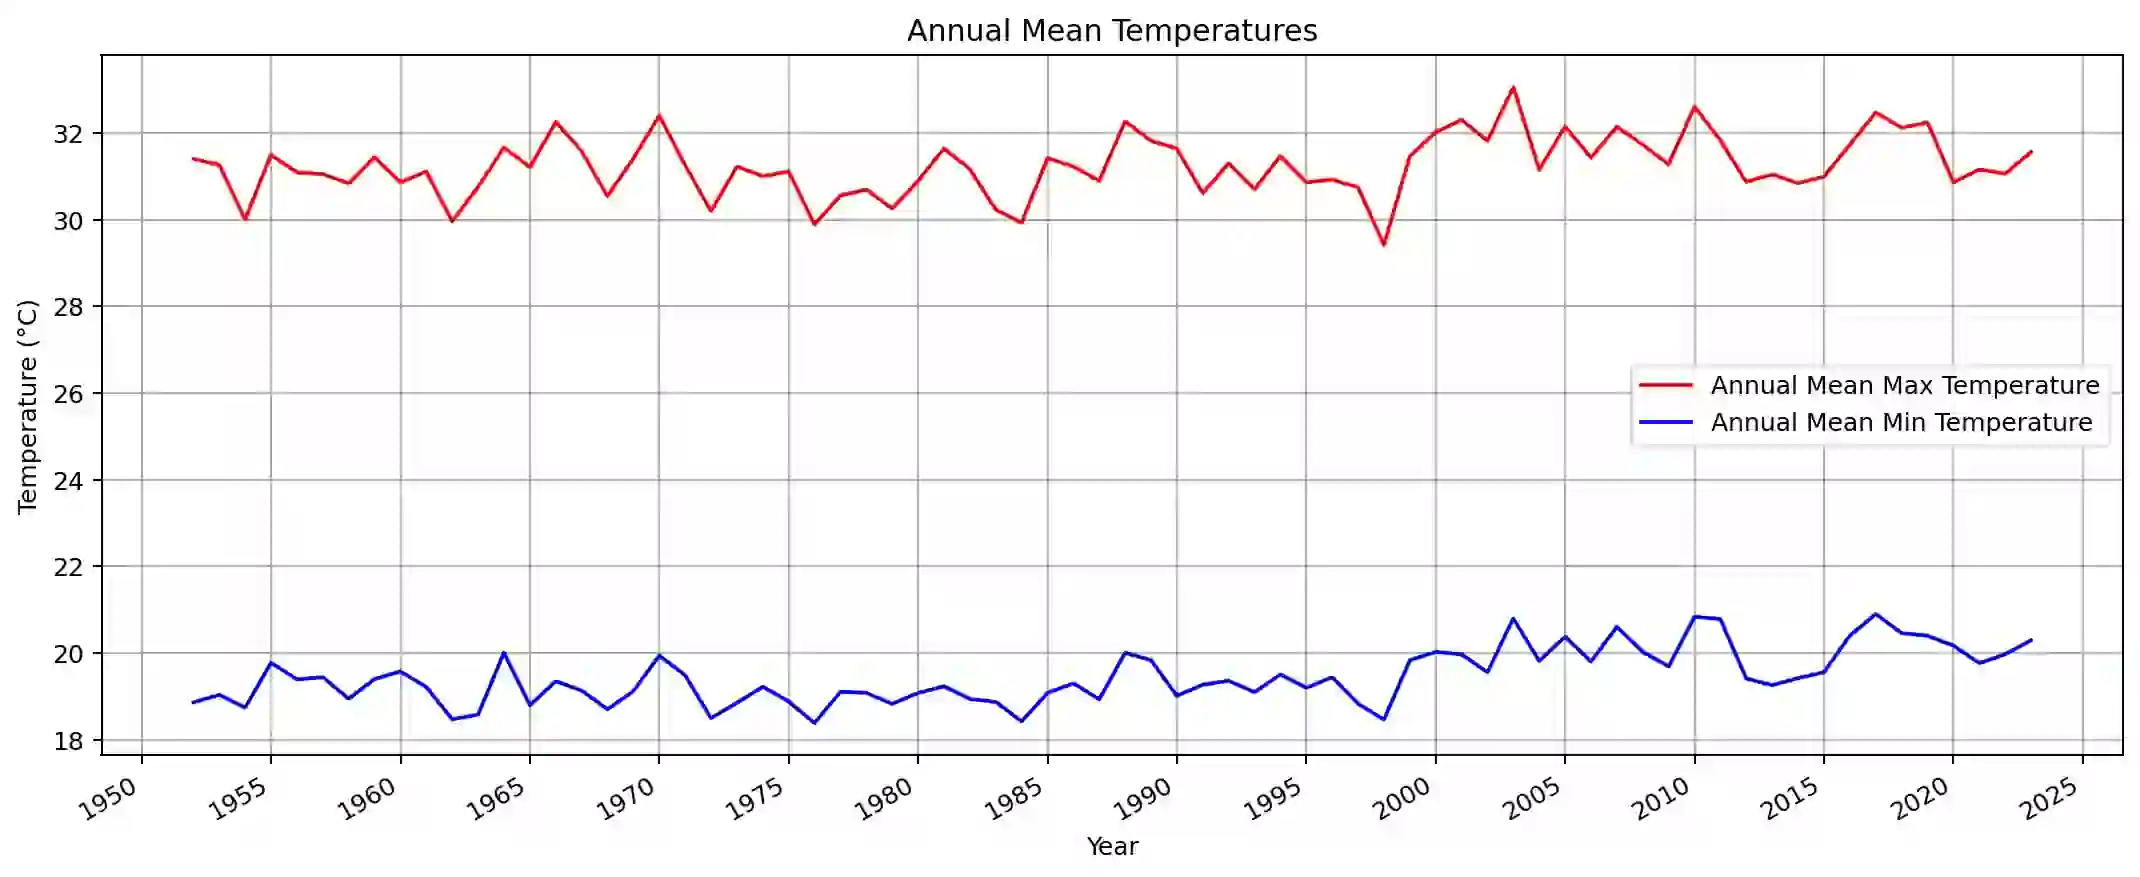 Annual Mean Temperatures
Temperature (°C)
32
30
28
26
24
22
20
18
Annual Mean Max Temperature
Annual Mean Min Temperature
1950 1955 1960 1965 1970 1975 1980 1985 1990 1995 2000 2005 2010 2015 2020 2025
Year